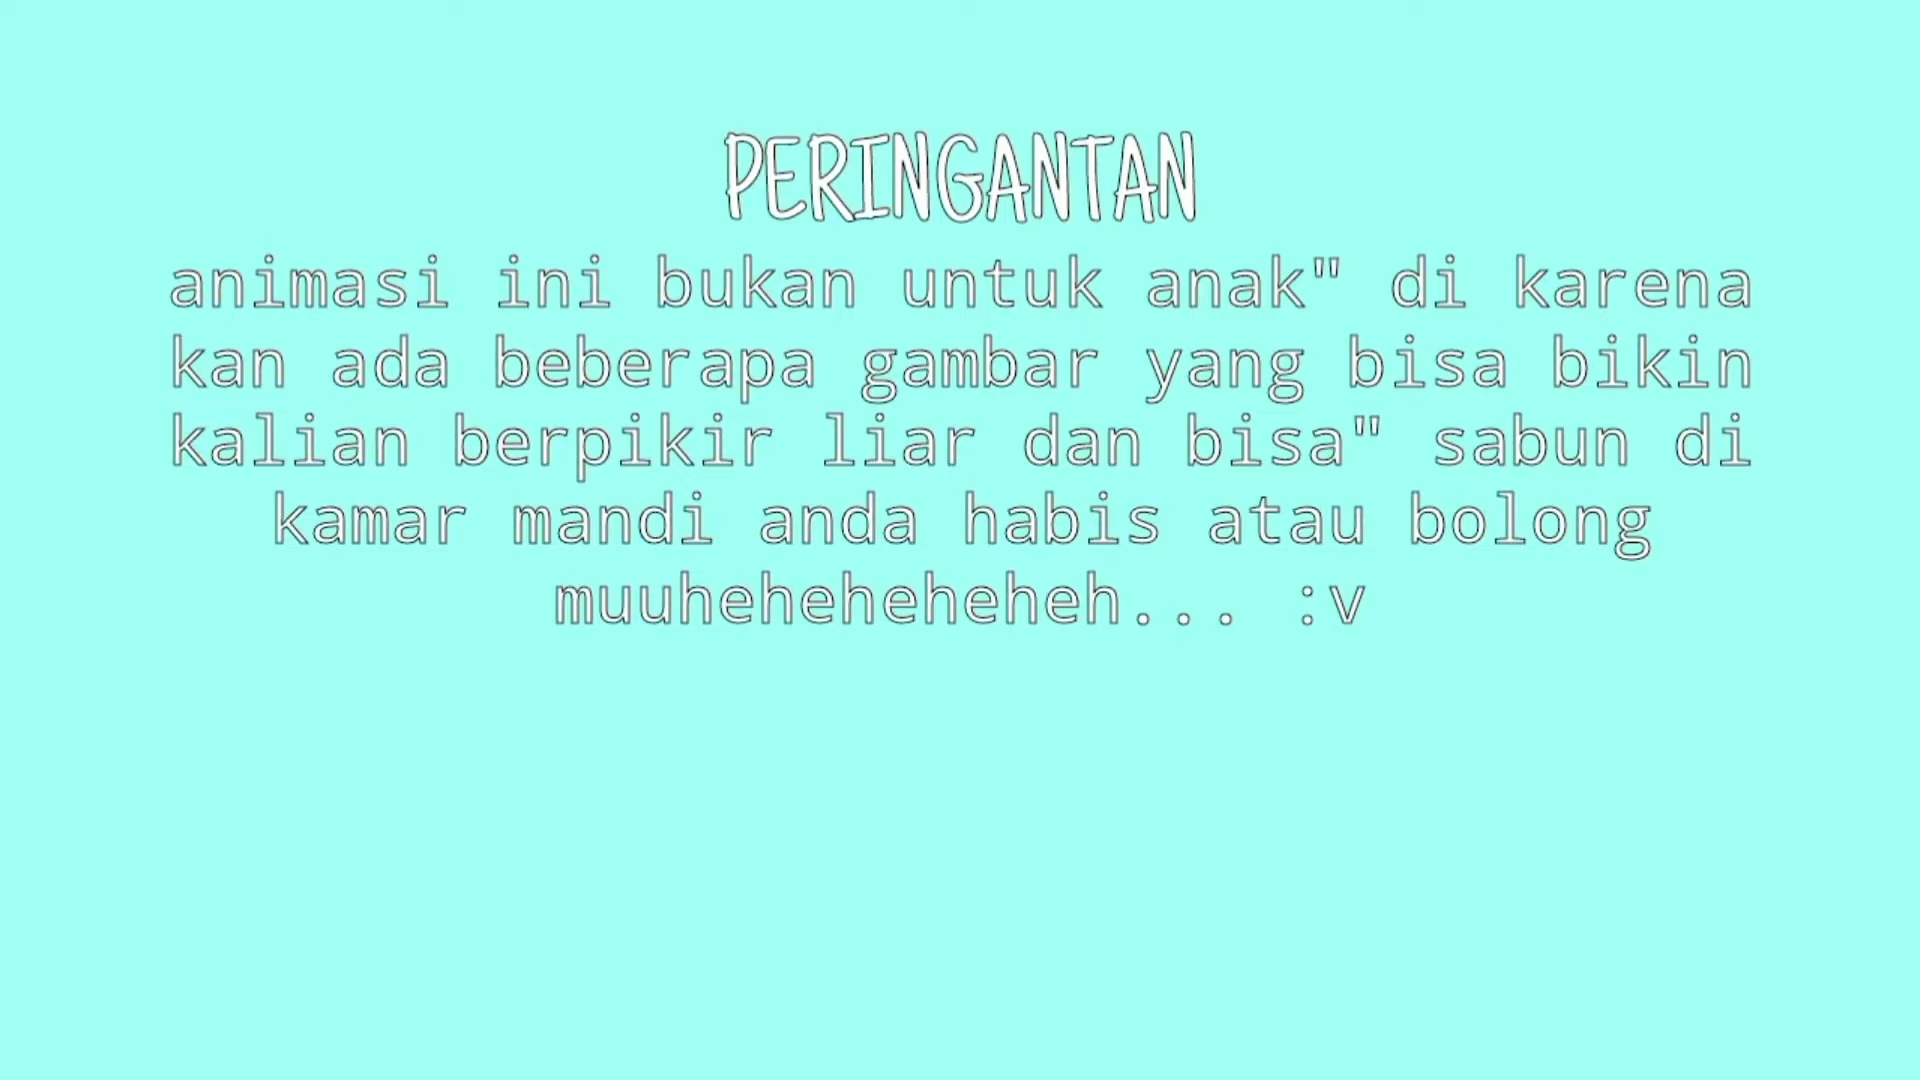 PERINGANTAN
animasi ini bukan untuk anak" di karena
kan ada beberapa gambar yang bisa bikin
kalian berpikir liar dan bisa" sabun di
kamar mandi anda habis atau bolong
muuheheheheheh... :v